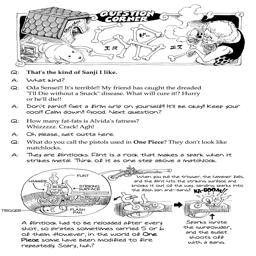 QUESTION
CORNER
Q: That's the kind of Sanji I like.
A: What kind?
Q: Oda Sensei! It's terrible!! My friend has caught the dreaded
"I'll Die without a Snack" disease. What will cure it!? Hurry
or he'll die!!
A: Don't panic! Get a firm grip on yourself! It'll be okay! Keep your
cool! Calm down! Good. Next question?
Q: How many fat-fats is Alvida's fatness?
Whizzzzz. Crack! Agh!
A: Oh please, get outta here.
Q: What do you call the pistols used in One Piece? They don't look like
matchlocks.
A: They are flintlocks. Flint is a rock that makes a spark when it
strikes metal. Think of it as one step above a matchlock.
FLINT
STRIKING
SURFACE
FLASH
PAN
TRIGGER
When you pull the trigger, the hammer falls,
and the flint hits the striking surface and
knocks it out of the way, sending sparks into
the flash pan and--bang!
KA-BOOM!!
Sparks ignite
the gunpowder,
and the bullet
shoots off
with a bang.
A flintlock had to be reloaded after every
shot, so pirates sometimes carried 5 or 6
of them. However, in the world of One
Piece some have been modified to fire
repeatedly. Scary, huh?